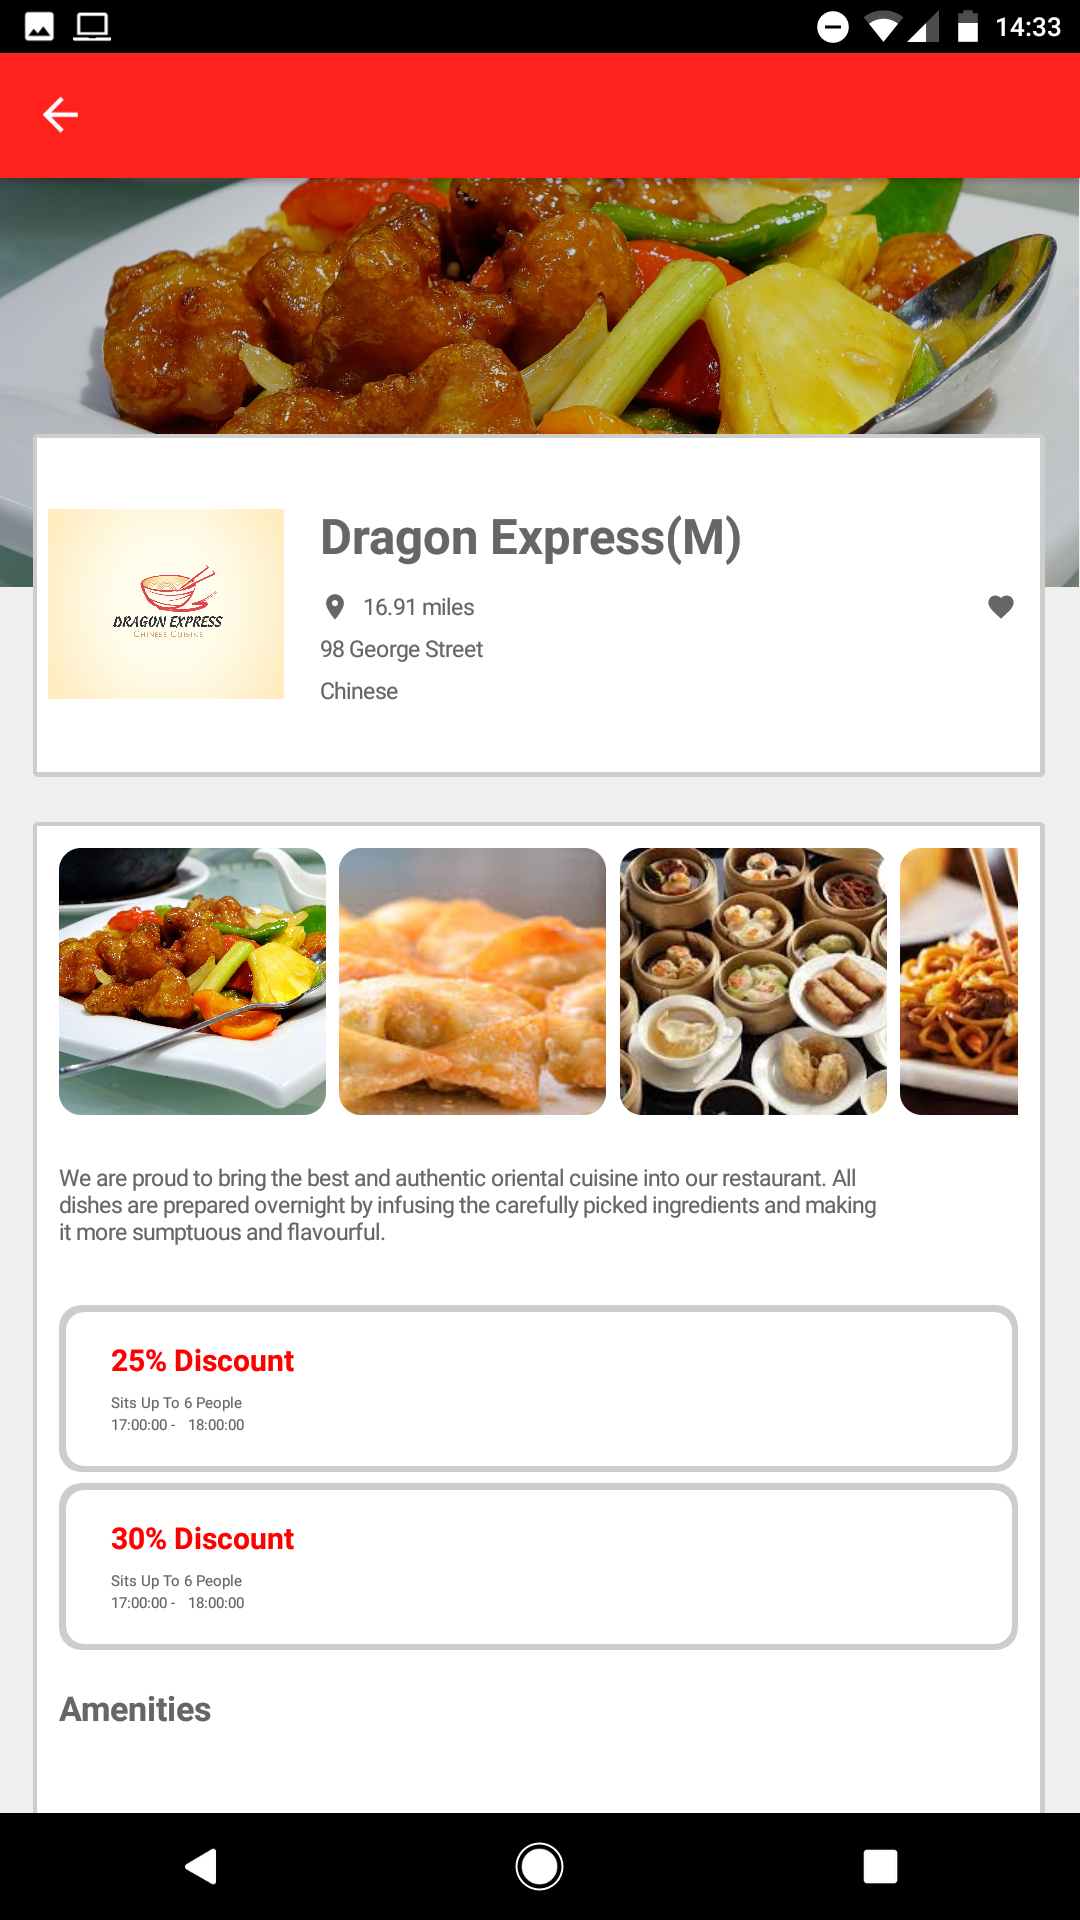 14:33
Dragon Express(M)
DRAGON EXPRESS
CHINESE CUISINE
16.91 miles
98 George Street
Chinese
We are proud to bring the best and authentic oriental cuisine into our restaurant. All
dishes are prepared overnight by infusing the carefully picked ingredients and making
it more sumptuous and flavourful.
25% Discount
Sits Up To 6 People
17:00:00 - 18:00:00
30% Discount
Sits Up To 6 People
17:00:00 - 18:00:00
Amenities